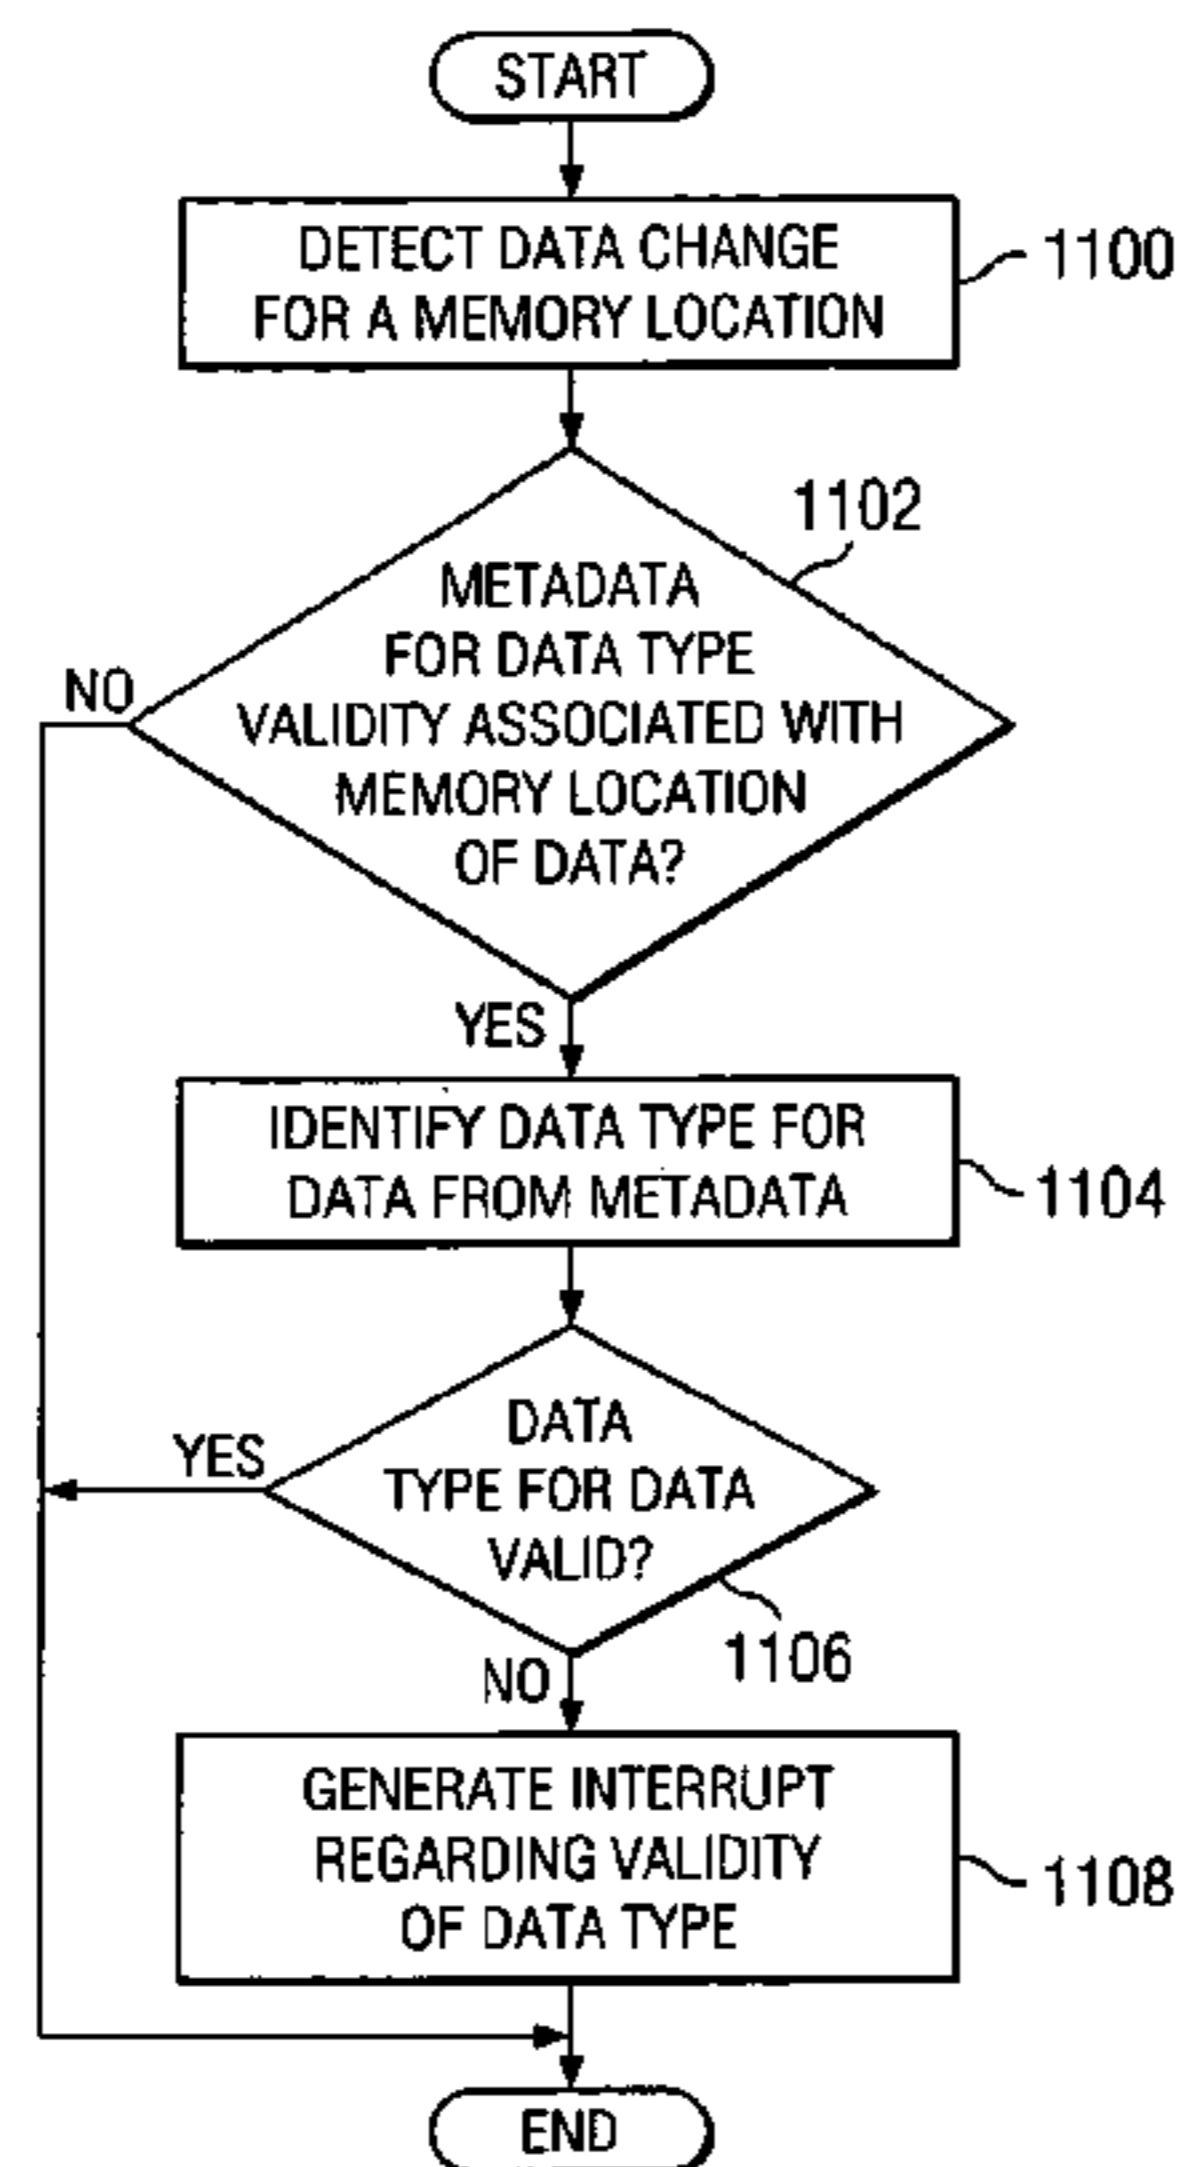 START
DETECT DATA CHANGE
FOR A MEMORY LOCATION
1100
1102
METADATA
FOR DATA TYPE
VALIDITY ASSOCIATED WITH
MEMORY LOCATION
OF DATA?
NO
YES
IDENTIFY DATA TYPE FOR
DATA FROM METADATA
1104
DATA
TYPE FOR DATA
VALID?
YES
1106
NO
GENERATE INTERRUPT
REGARDING VALIDITY
OF DATA TYPE
1108
END